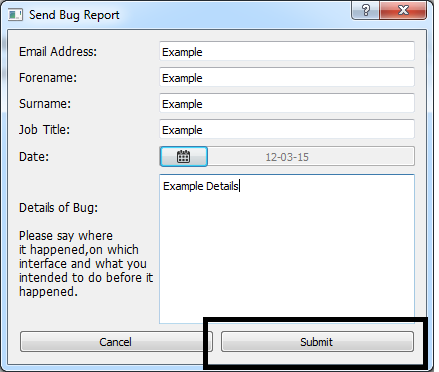 Send Bug Report
?
Email Address: Example
Forename: Example
Surname: Example
Job Title: Example
Date: 12-03-15
Details of Bug:
Example Details
Please say where
it happened,on which
interface and what you
intended to do before it
happened.
Cancel Submit